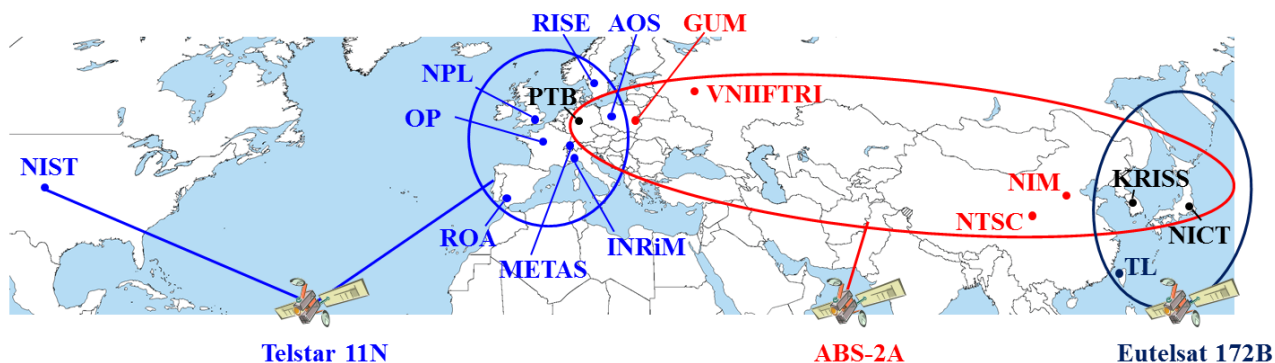 RISE AOS GUM
NPL
PTB
VNIIFTRI
OP
NIST
NIM
KRISS
NTSC
ROA
METAS
INRiM
NICT
TL
Telstar 11N
ABS-2A
Eutelsat 172B